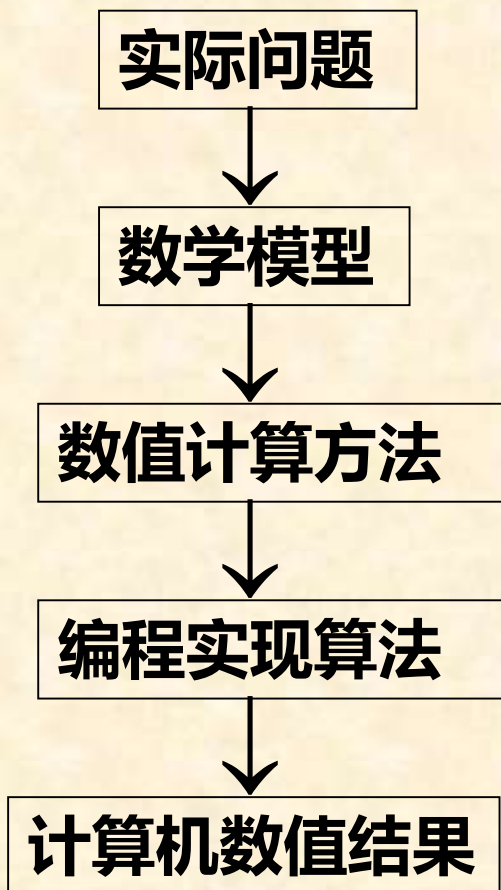 实际问题
数学模型
数值计算方法
编程实现算法
计算机数值结果